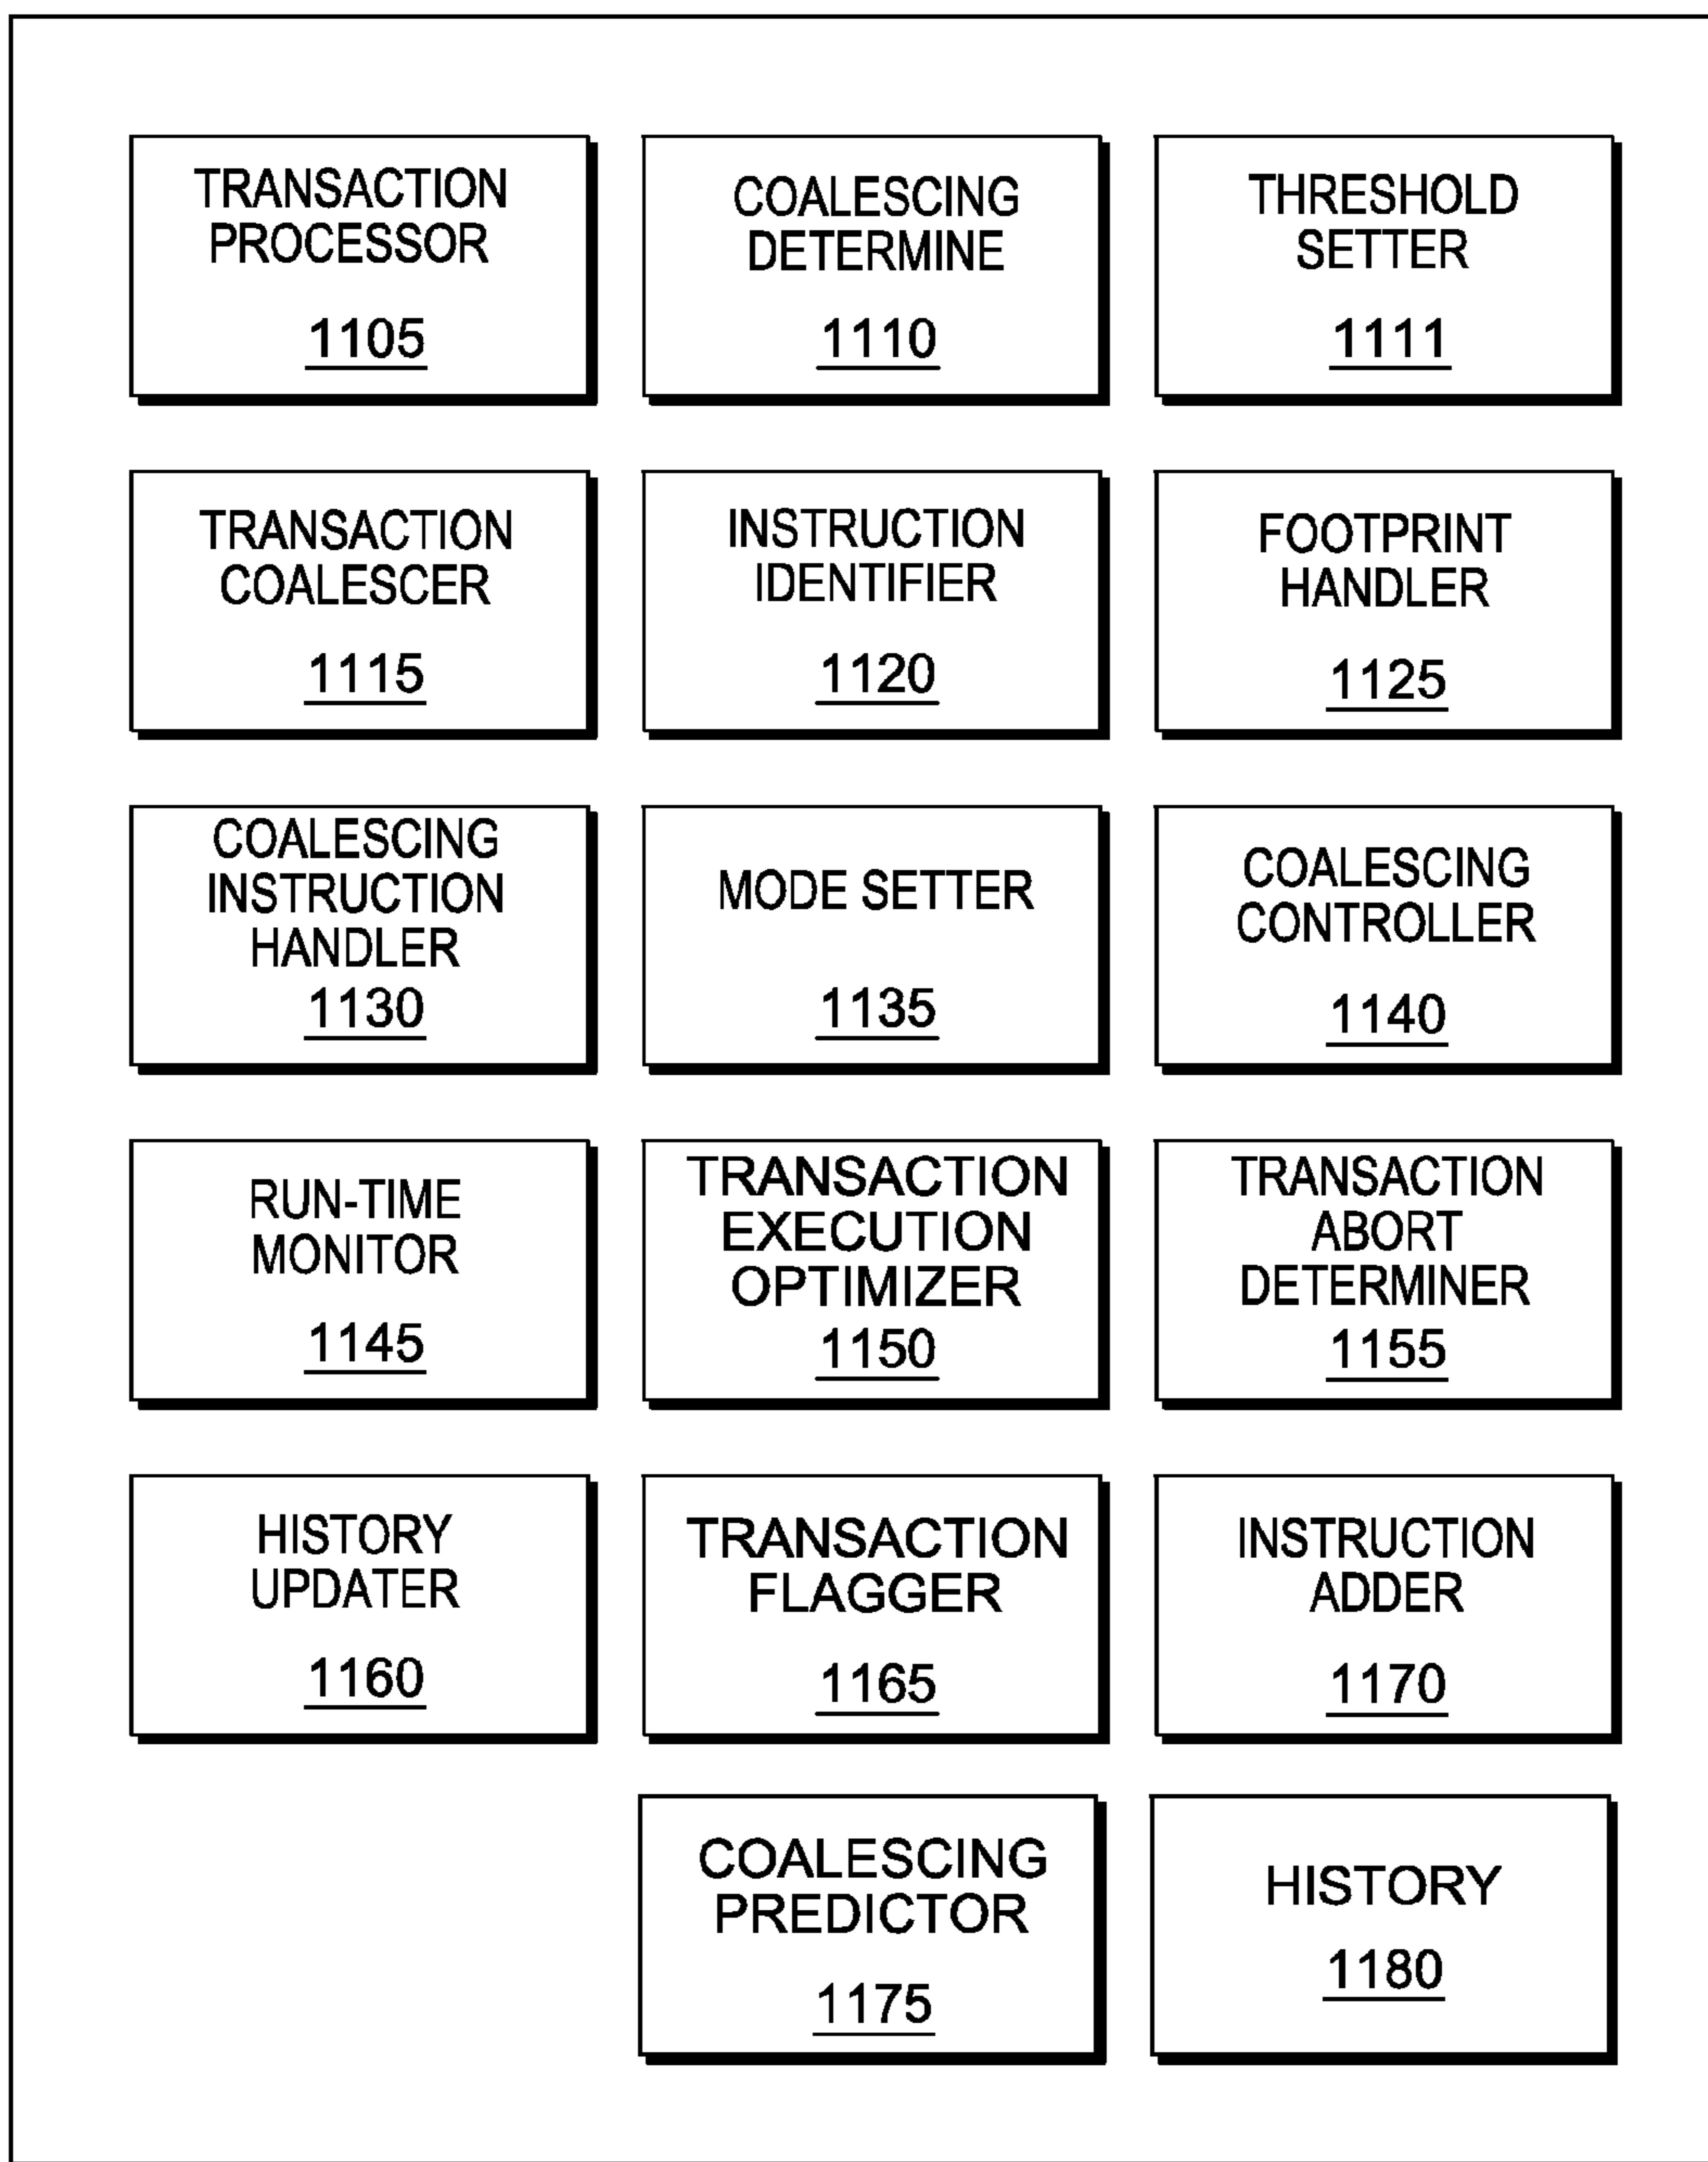 TRANSACTION
PROCESSOR
1105
COALESCING
DETERMINE
1110
THRESHOLD
SETTER
1111
TRANSACTION
COALESCER
1115
INSTRUCTION
IDENTIFIER
1120
FOOTPRINT
HANDLER
1125
COALESCING
INSTRUCTION
HANDLER
1130
MODE SETTER
1135
COALESCING
CONTROLLER
1140
RUN-TIME
MONITOR
1145
TRANSACTION
EXECUTION
OPTIMIZER
1150
TRANSACTION
ABORT
DETERMINER
1155
HISTORY
UPDATER
1160
TRANSACTION
FLAGGER
1165
INSTRUCTION
ADDER
1170
COALESCING
PREDICTOR
1175
HISTORY
1180